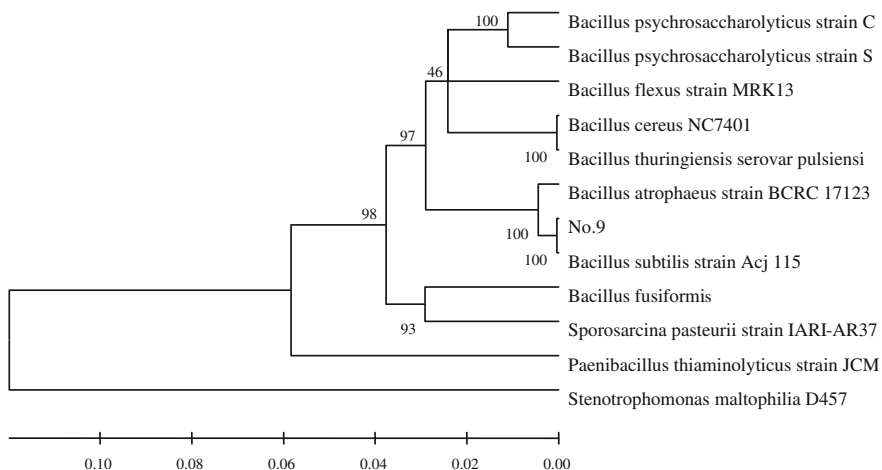 Bacillus psychrosaccharolyticus strain C
100
Bacillus psychrosaccharolyticus strain S
46
Bacillus flexus strain MRK13
Bacillus cereus NC7401
97
100
Bacillus thuringiensis serovar pulsiensi
Bacillus atrophaeus strain BCRC 17123
98
No.9
100
100
Bacillus subtilis strain Acj 115
Bacillus fusiformis
93
Sporosarcina pasteurii strain IARI-AR37
Paenibacillus thiaminolyticus strain JCM
Stenotrophomonas maltophilia D457
0.10 0.08 0.06 0.04 0.02 0.00